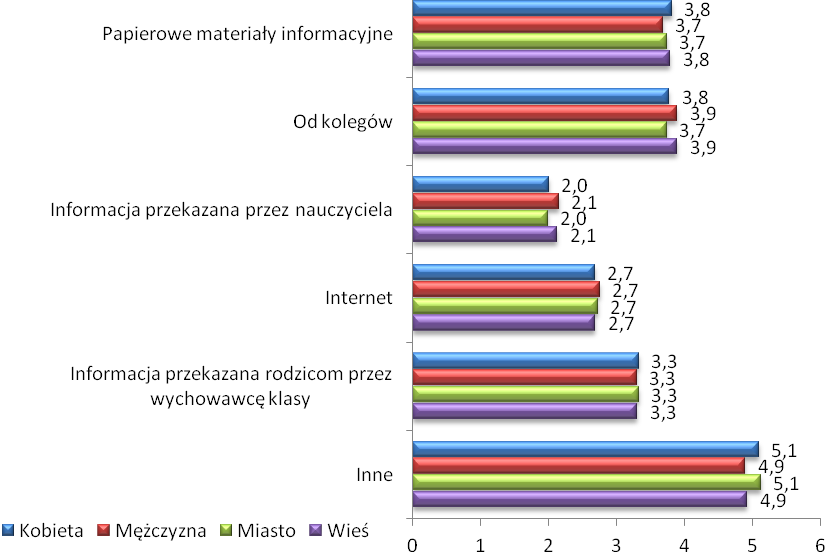 Papierowe materiały informacyjne
3,8
3,7
3,7
3,8
Od kolegów
3,8
3,9
3,7
3,9
Informacja przekazana przez nauczyciela
2,0
2,1
2,0
2,1
Internet
2,7
2,7
2,7
2,7
Informacja przekazana rodzicom przez
wychowawcę klasy
3,3
3,3
3,3
3,3
Inne
5,1
4,9
5,1
4,9
Kobieta Mężczyzna Miasto Wieś
0 1 2 3 4 5 6